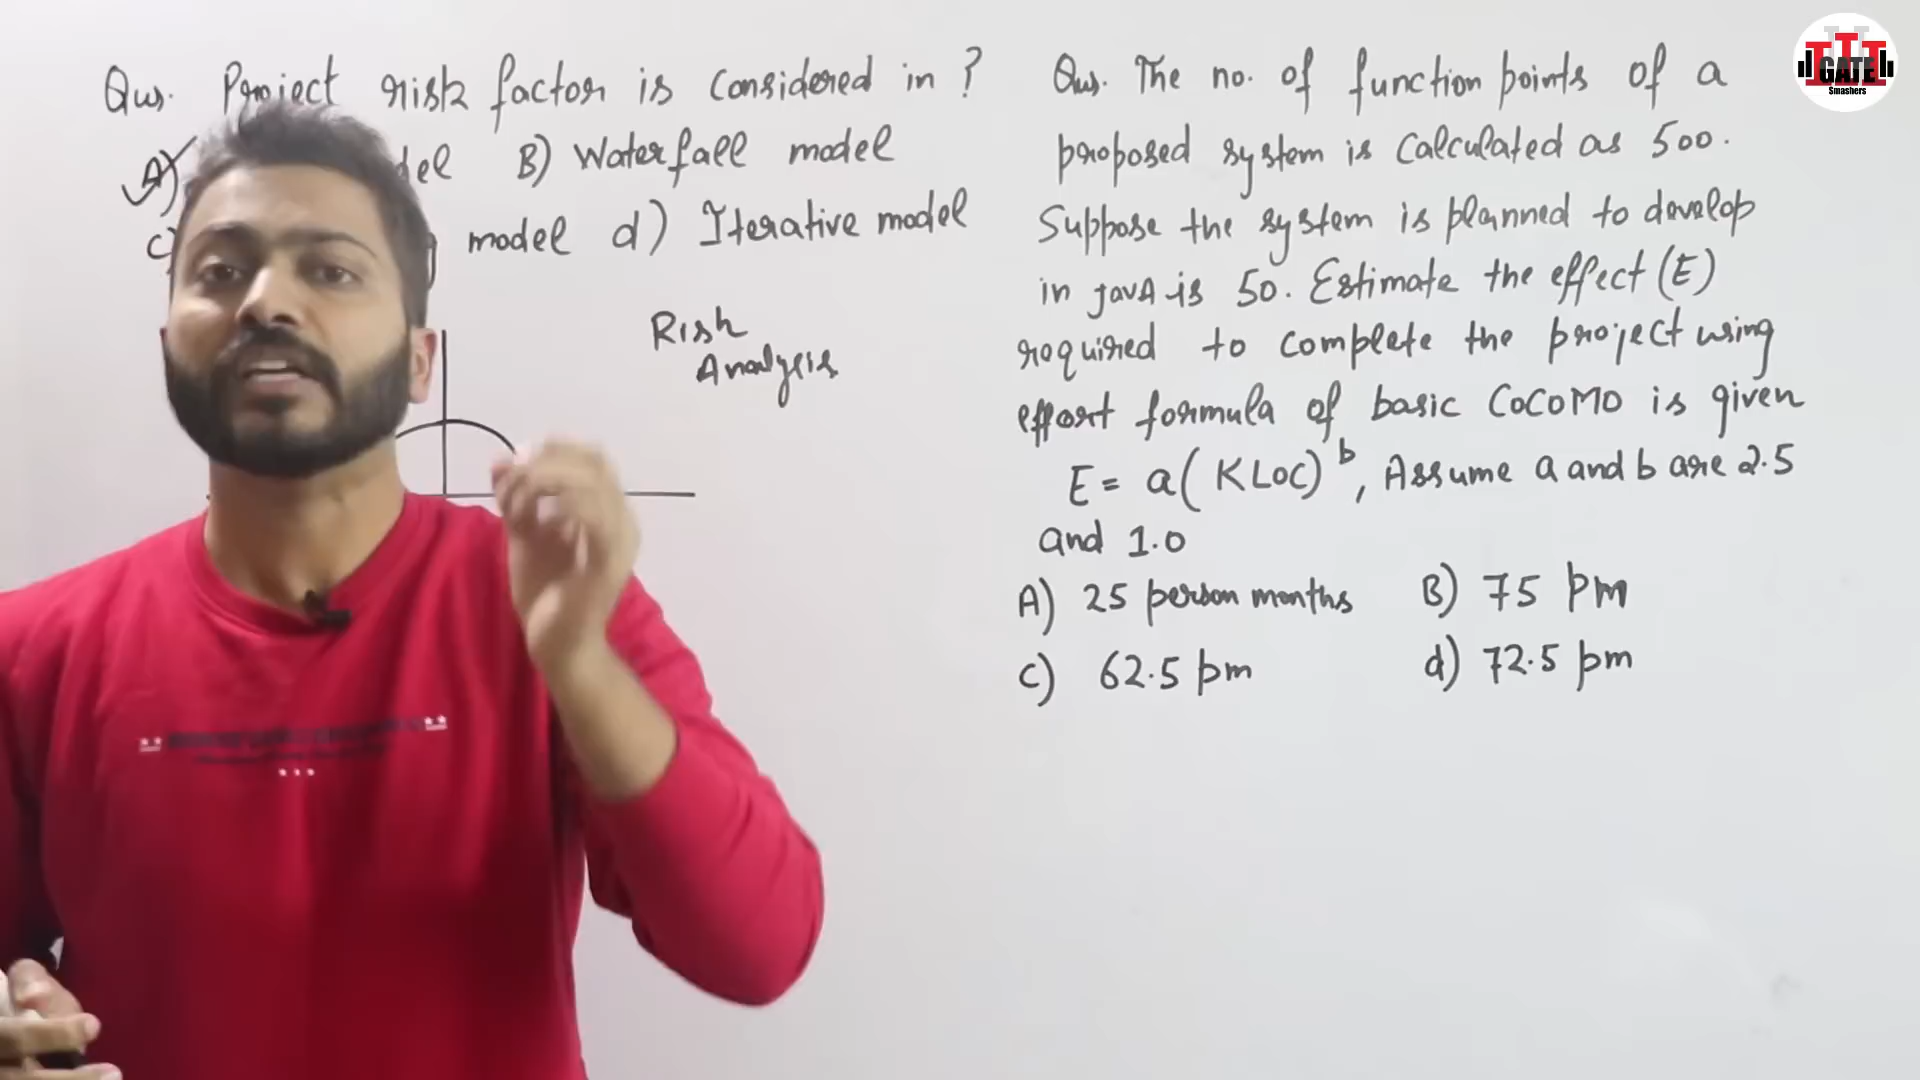 Qus. Project risk factor is Considered in ?
A) del B) Waterfall model
C) g model d) Iterative model
Risk
Analysis
Qus. The no. of function points of a
proposed system is calculated as 500.
Suppose the system is planned to develop
in javA is 50. Estimate the effect (E)
required to complete the project using
effort formula of basic CoCoMO is given
E = a( KLOC)^b, Assume a and b are 2.5
and 1.0
A) 25 person months B) 75 pm
C) 62.5 pm d) 72.5 pm
GATE
Smashers